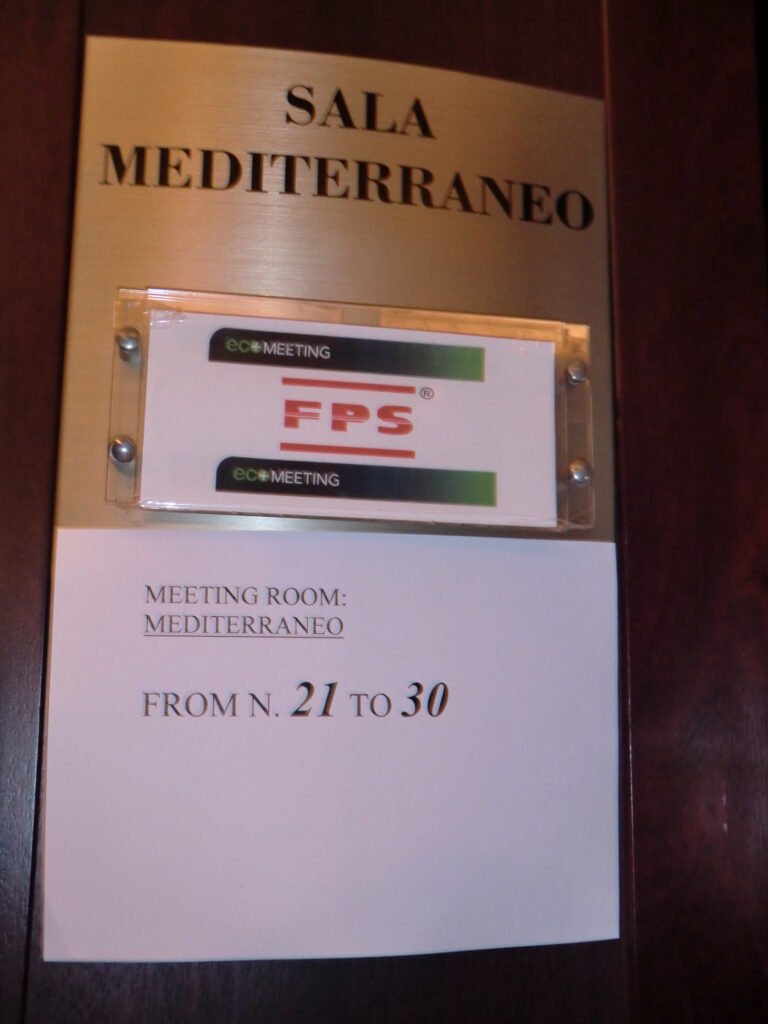 SALA
MEDITERRANEO
eco+MEETING
FPS®
eco+MEETING
MEETING ROOM:
MEDITERRANEO
FROM N. 21 TO 30